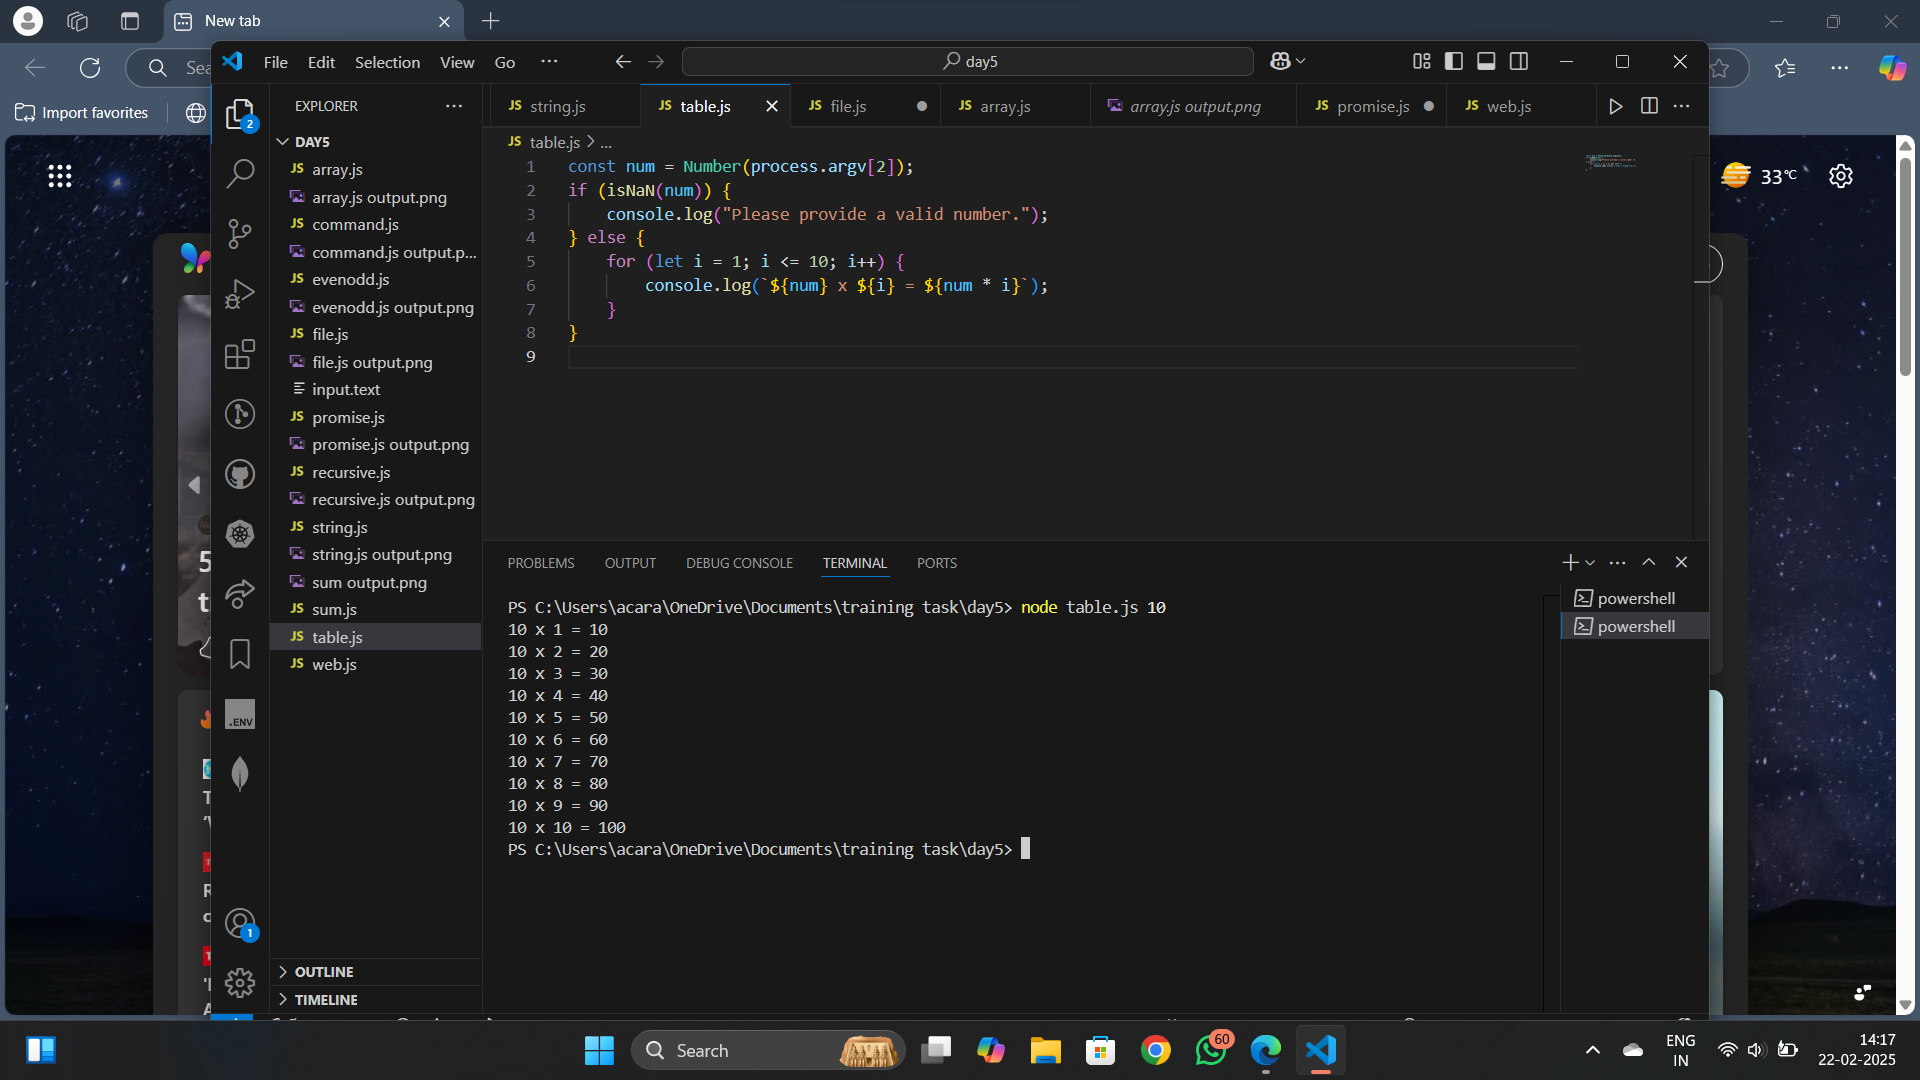 New tab
Sea
Import favorites
File Edit Selection View Go ···
day5
EXPLORER
DAY5
JS array.js
array.js output.png
JS command.js
command.js output.p...
JS evenodd.js
evenodd.js output.png
JS file.js
file.js output.png
input.text
JS promise.js
promise.js output.png
JS recursive.js
recursive.js output.png
JS string.js
string.js output.png
sum output.png
JS sum.js
JS table.js
JS web.js
OUTLINE
TIMELINE
2
.ENV
1
JS string.js JS table.js JS file.js JS array.js array.js output.png JS promise.js JS web.js
JS table.js > ...
1 const num = Number(process.argv[2]);
2 if (isNaN(num)) {
3 console.log("Please provide a valid number.");
4 } else {
5 for (let i = 1; i <= 10; i++) {
6 console.log(`${num} x ${i} = ${num * i}`);
7 }
8 }
9
PROBLEMS OUTPUT DEBUG CONSOLE TERMINAL PORTS
PS C:\Users\acara\OneDrive\Documents\training task\day5> node table.js 10
10 x 1 = 10
10 x 2 = 20
10 x 3 = 30
10 x 4 = 40
10 x 5 = 50
10 x 6 = 60
10 x 7 = 70
10 x 8 = 80
10 x 9 = 90
10 x 10 = 100
PS C:\Users\acara\OneDrive\Documents\training task\day5>
powershell
powershell
33°C
Search
60
ENG
IN
14:17
22-02-2025